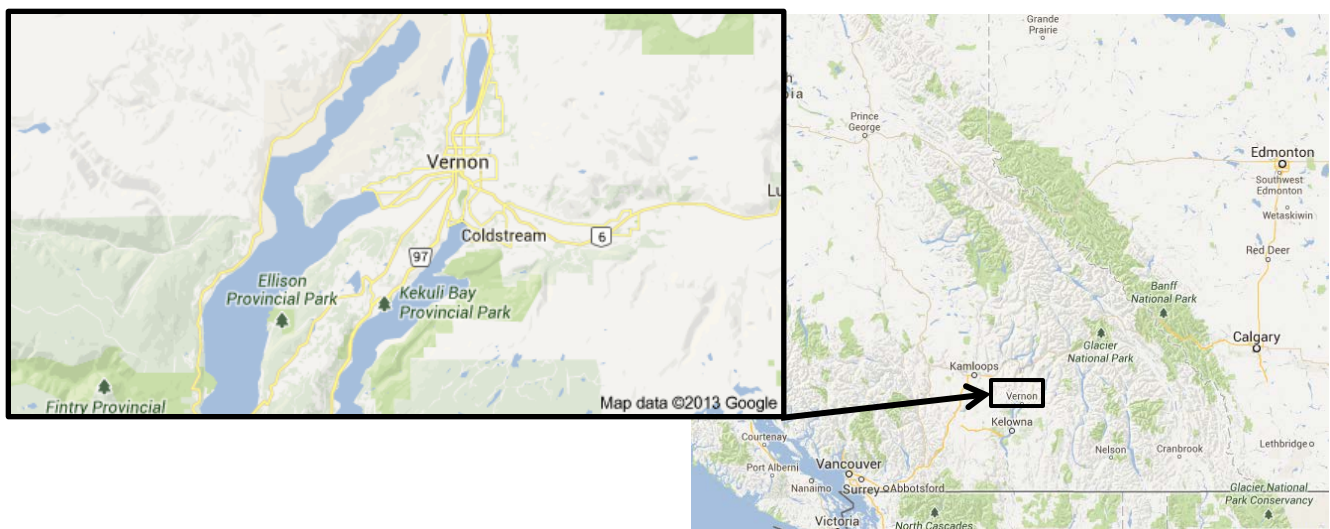 Vernon
Coldstream
6
97
Ellison
Provincial Park
Kekuli Bay
Provincial Park
Fintry Provincial
Lu
Map data ©2013 Google
Grande
Prairie
h
bia
Prince
George
Edmonton
Southwest
Edmonton
Wetaskiwin
Red Deer
Banff
National Park
Calgary
Glacier
National Park
Kamloops
Vernon
Kelowna
Courtenay
Port Alberni
Nanaimo
Vancouver
Surrey
Abbotsford
Victoria
Nelson
Cranbrook
Lethbridge
Glacier National
Park Conservancy
North Cascades